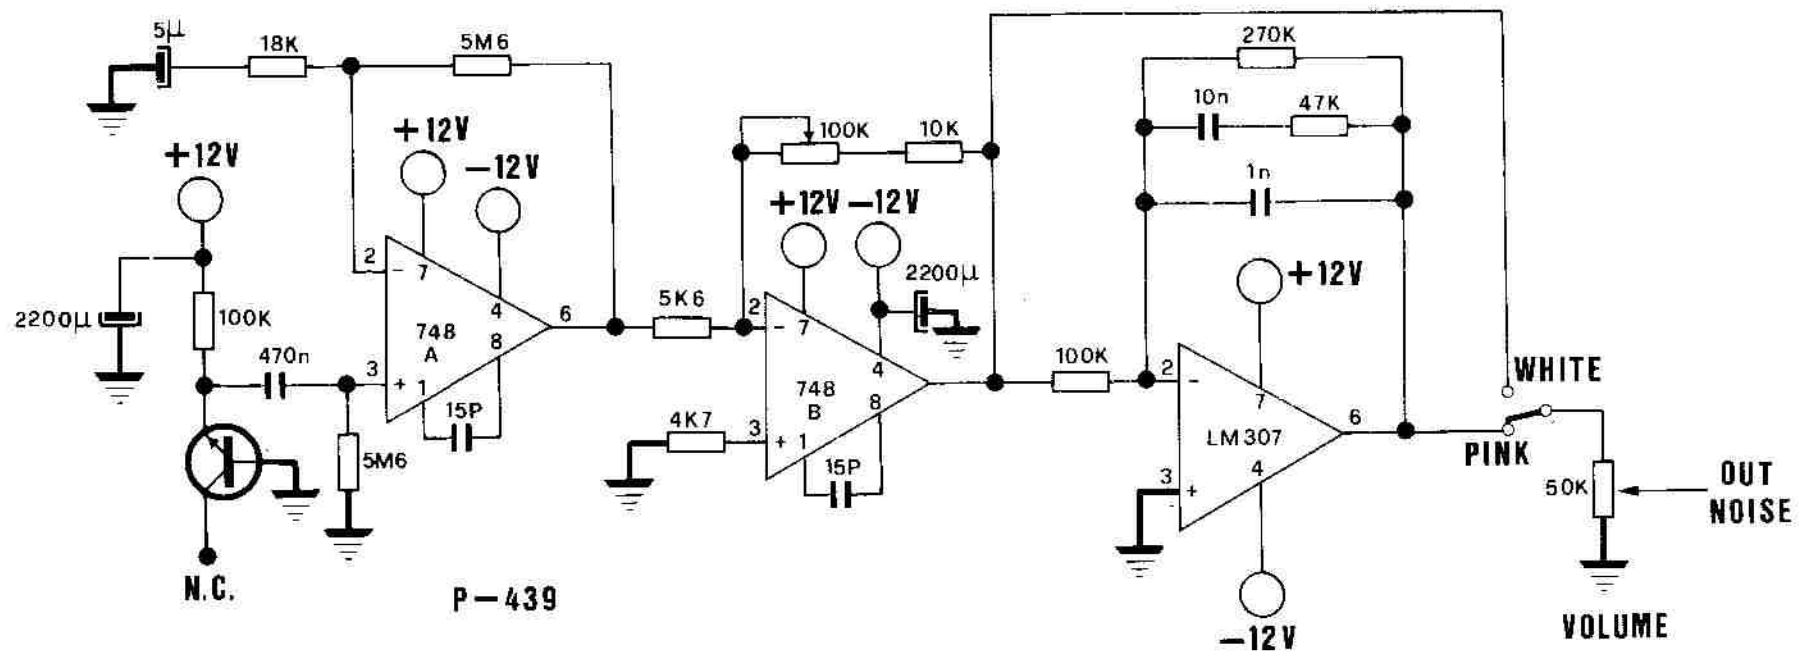 5μ
18K
5M6
+12V
+12V
-12V
2200μ
100K
470n
2
3
7
4
6
748
A
8
1
-
+
15P
5M6
N.C.
P-439
100K
10K
+12V
-12V
2200μ
5K6
2
7
4
748
B
8
4K7
3
1
-
+
15P
270K
10n
47K
1n
+12V
100K
2
7
6
LM307
4
3
-
+
-12V
WHITE
PINK
50K
OUT
NOISE
VOLUME